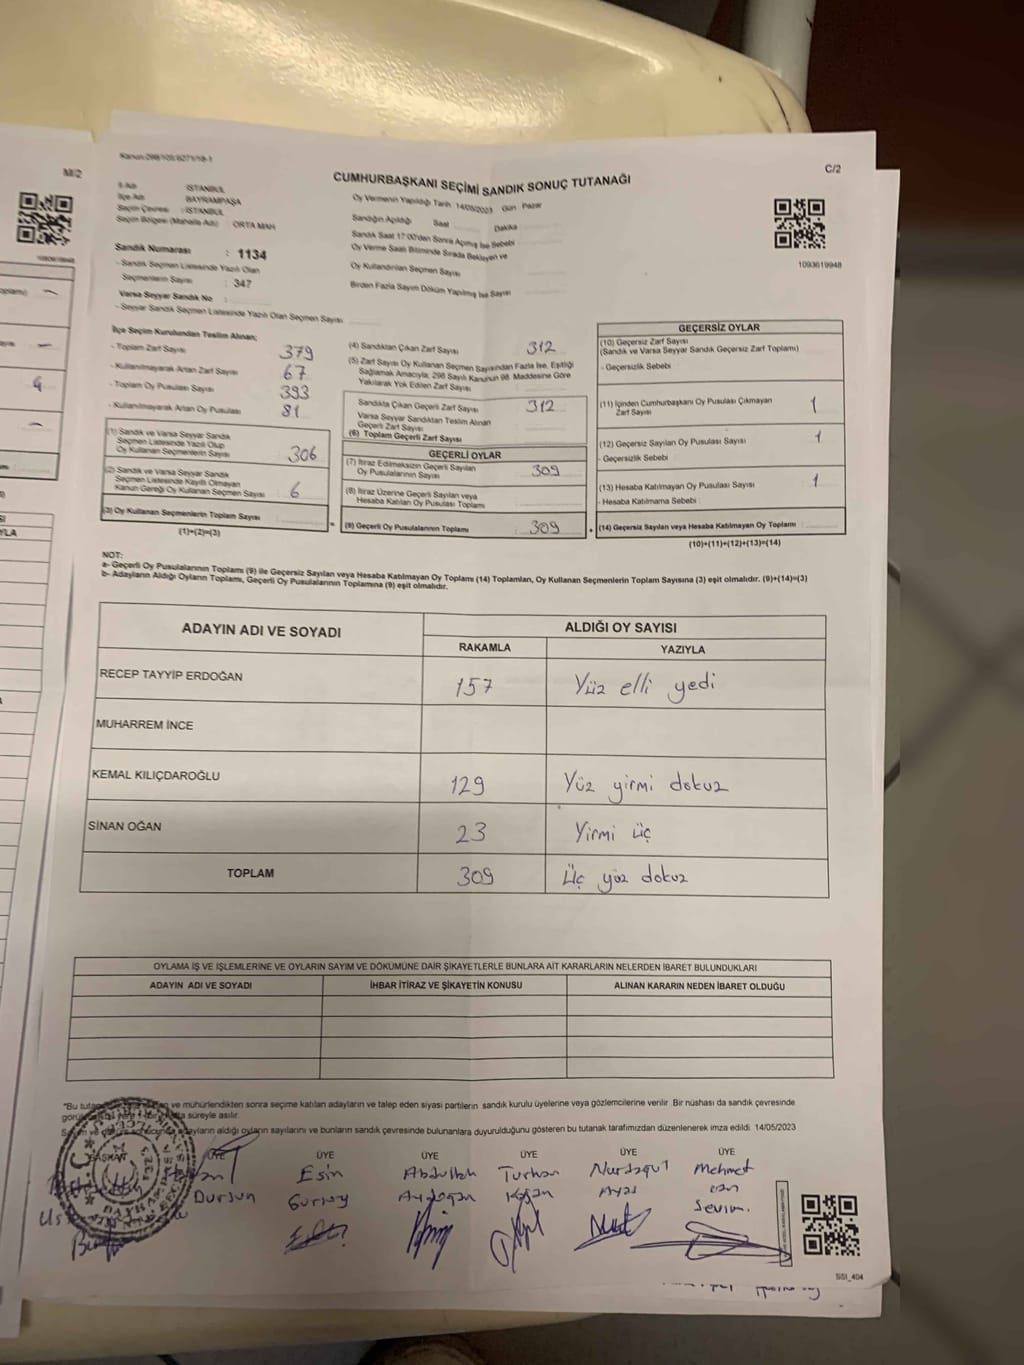 Kanun:298/105,6271/18-1
M/2
C/2
CUMHURBAŞKANI SEÇİMİ SANDIK SONUÇ TUTANAĞI
İl Adı : İSTANBUL
İlçe Adı : BAYRAMPAŞA
Seçim Çevresi : İSTANBUL
Seçim Bölgesi (Mahalle Adı) : ORTA MAH
Sandık Numarası : 1134
- Sandık Seçmen Listesinde Yazılı Olan
Seçmenlerin Sayısı : 347
Varsa Seyyar Sandık No :
- Seyyar Sandık Seçmen Listesinde Yazılı Olan Seçmen Sayısı
Oy Vermenin Yapıldığı Tarih 14/05/2023 Gün Pazar
Sandığın Açıldığı Saat Dakika
Sandık Saat 17:00'den Sonra Açılmış İse Sebebi
Oy Verme Saati Bitiminde Sırada Bekleyen ve
Oy Kullandırılan Seçmen Sayısı
Birden Fazla Sayım Döküm Yapılmış İse Sayısı
1093619948
İlçe Seçim Kurulundan Teslim Alınan;
- Toplam Zarf Sayısı 379
- Kullanılmayarak Artan Zarf Sayısı 67
- Toplam Oy Pusulası Sayısı 393
- Kullanılmayarak Artan Oy Pusulası 81
(1) Sandık ve Varsa Seyyar Sandık
Seçmen Listesinde Yazılı Olup
Oy Kullanan Seçmenlerin Sayısı 306
(2) Sandık ve Varsa Seyyar Sandık
Seçmen Listesinde Kayıtlı Olmayan
Kanun Gereği Oy Kullanan Seçmen Sayısı 6
(3) Oy Kullanan Seçmenlerin Toplam Sayısı
(1)+(2)=(3)
(4) Sandıktan Çıkan Zarf Sayısı 312
(5) Zarf Sayısı Oy Kullanan Seçmen Sayısından Fazla İse, Eşitliği
Sağlamak Amacıyla; 298 Sayılı Kanunun 98. Maddesine Göre
Yakılarak Yok Edilen Zarf Sayısı
Sandıkta Çıkan Geçerli Zarf Sayısı 312
Varsa Seyyar Sandıktan Teslim Alınan
Geçerli Zarf Sayısı
(6) Toplam Geçerli Zarf Sayısı
GEÇERLİ OYLAR
(7) İtiraz Edilmeksizin Geçerli Sayılan
Oy Pusulalarının Sayısı 309
(8) İtiraz Üzerine Geçerli Sayılan veya
Hesaba Katılan Oy Pusulaları Toplamı
(9) Geçerli Oy Pusulalarının Toplamı : 309
GEÇERSİZ OYLAR
(10) Geçersiz Zarf Sayısı
(Sandık ve Varsa Seyyar Sandık Geçersiz Zarf Toplamı)
- Geçersizlik Sebebi
(11) İçinden Cumhurbaşkanı Oy Pusulası Çıkmayan
Zarf Sayısı 1
(12) Geçersiz Sayılan Oy Pusulası Sayısı 1
- Geçersizlik Sebebi
(13) Hesaba Katılmayan Oy Pusulası Sayısı 1
- Hesaba Katılmama Sebebi
(14) Geçersiz Sayılan veya Hesaba Katılmayan Oy Toplamı :
(10)+(11)+(12)+(13)=(14)
NOT:
a- Geçerli Oy Pusulalarının Toplamı (9) ile Geçersiz Sayılan veya Hesaba Katılmayan Oy Toplamı (14) Toplamları, Oy Kullanan Seçmenlerin Toplam Sayısına (3) eşit olmalıdır. (9)+(14)=(3)
b- Adayların Aldığı Oyların Toplamı, Geçerli Oy Pusulalarının Toplamına (9) eşit olmalıdır.
ADAYIN ADI VE SOYADI
ALDIĞI OY SAYISI
RAKAMLA YAZIYLA
RECEP TAYYİP ERDOĞAN 157 Yüz elli yedi
MUHARREM İNCE
KEMAL KILIÇDAROĞLU 129 Yüz yirmi dokuz
SİNAN OĞAN 23 Yirmi üç
TOPLAM 309 Üç yüz dokuz
OYLAMA İŞ VE İŞLEMLERİNE VE OYLARIN SAYIM VE DÖKÜMÜNE DAİR ŞİKAYETLERLE BUNLARA AİT KARARLARIN NELERDEN İBARET BULUNDUKLARI
ADAYIN ADI VE SOYADI İHBAR İTİRAZ VE ŞİKAYETİN KONUSU ALINAN KARARIN NEDEN İBARET OLDUĞU
ve mühürlendikten sonra seçime katılan adayların ve talep eden siyasi partilerin sandık kurulu üyelerine veya gözlemcilerine verilir. Bir nüshası da sandık çevresinde
süreyle asılır.
adayların aldığı oyların sayılarını ve bunların sandık çevresinde bulunanlara duyurulduğunu gösteren bu tutanak tarafımızdan düzenlenerek imza edildi. 14/05/2023
BAŞKAN ÜYE ÜYE ÜYE ÜYE ÜYE ÜYE
Dursun
Esin
Abdullah
Turhan
Nurdagül
Ayas
Mehmet
can
Sevim.
SSİ_404